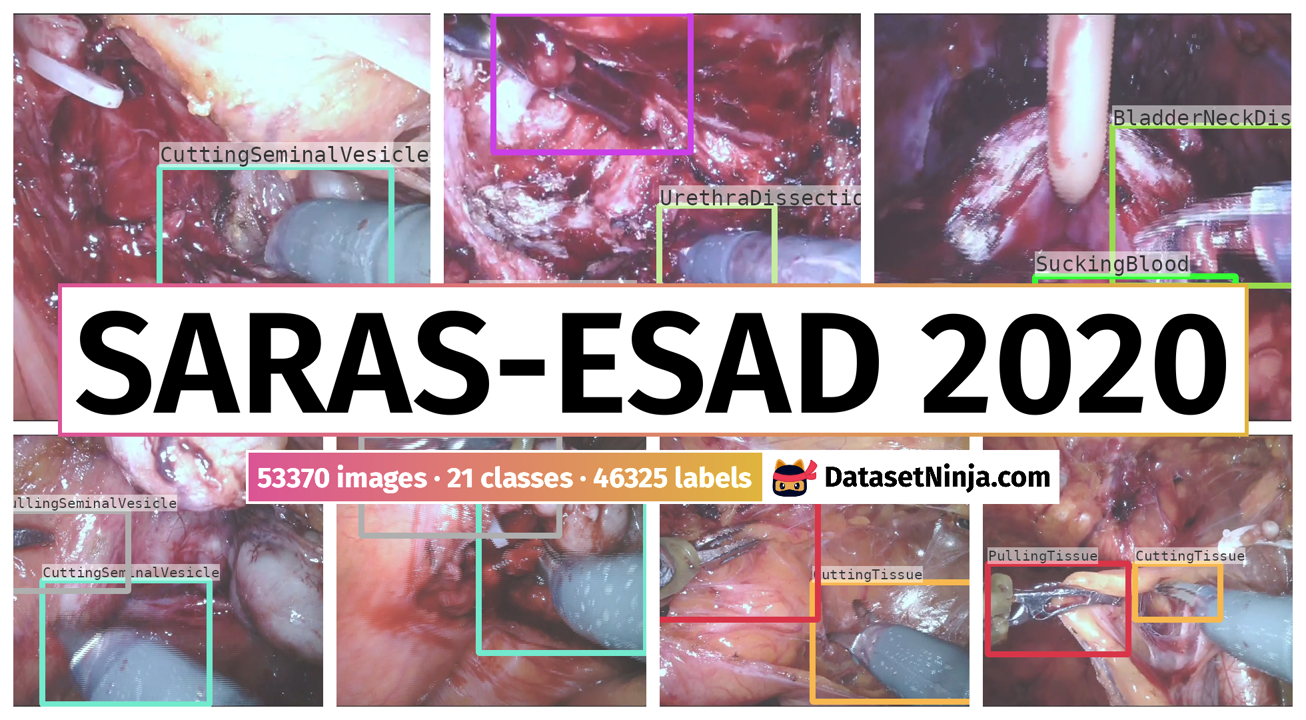 CuttingSeminalVesicle
UrethraDissectio
BladderNeckDis
SuckingBlood
SARAS-ESAD 2020
53370 images · 21 classes · 46325 labels
DatasetNinja.com
ullingSeminalVesicle
CuttingSeminalVesicle
CuttingTissue
PullingTissue
CuttingTissue